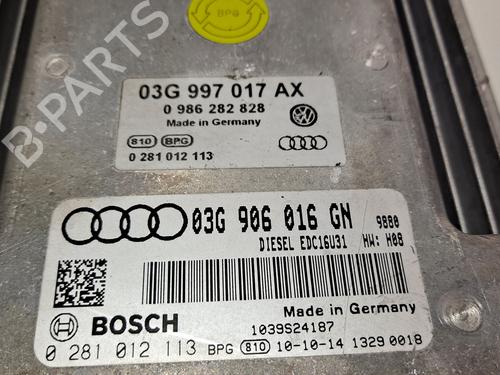 BPG
03G 997 017 AX
0 986 282 828
Made in Germany
810 BPG
0 281 012 113
03G 906 016 GN 9880
DIESEL EDC16U31 HW: H08
Made in Germany
BOSCH 1039S24187
0 281 012 113 BPG 810 10-10-14 1329 0018
B-PARTS